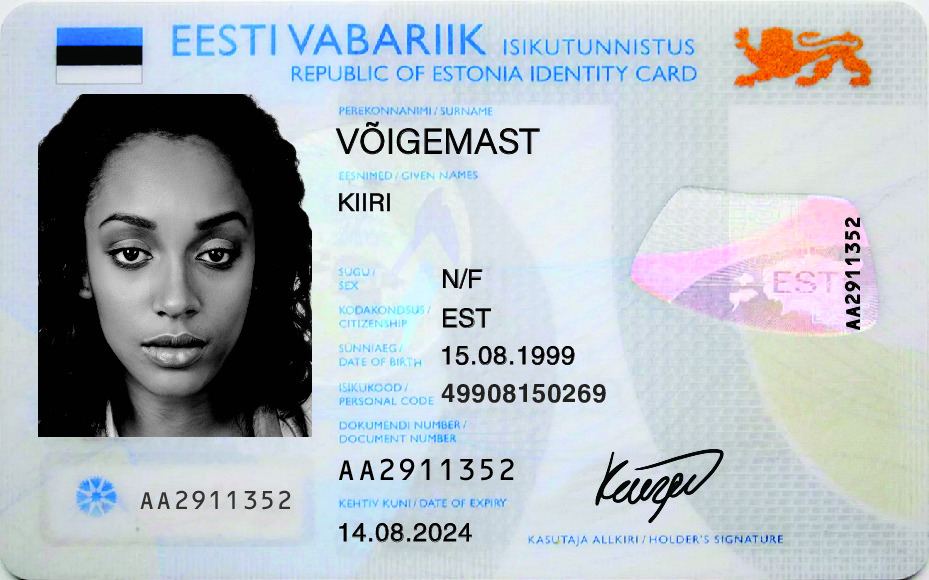 EESTI VABARIIK ISIKUTUNNISTUS
REPUBLIC OF ESTONIA IDENTITY CARD
PEREKONNANIMI / SURNAME
VÕIGEMAST
EESNIMED / GIVEN NAMES
KIIRI
SUGU /
SEX
N/F
KODAKONDSUS /
CITIZENSHIP
EST
SÜNNIAEG /
DATE OF BIRTH
15.08.1999
ISIKUKOOD /
PERSONAL CODE
49908150269
DOKUMENDI NUMBER /
DOCUMENT NUMBER
AA2911352
KEHTIV KUNI / DATE OF EXPIRY
14.08.2024
AA2911352
EST
AA2911352
KASUTAJA ALLKIRI / HOLDER'S SIGNATURE